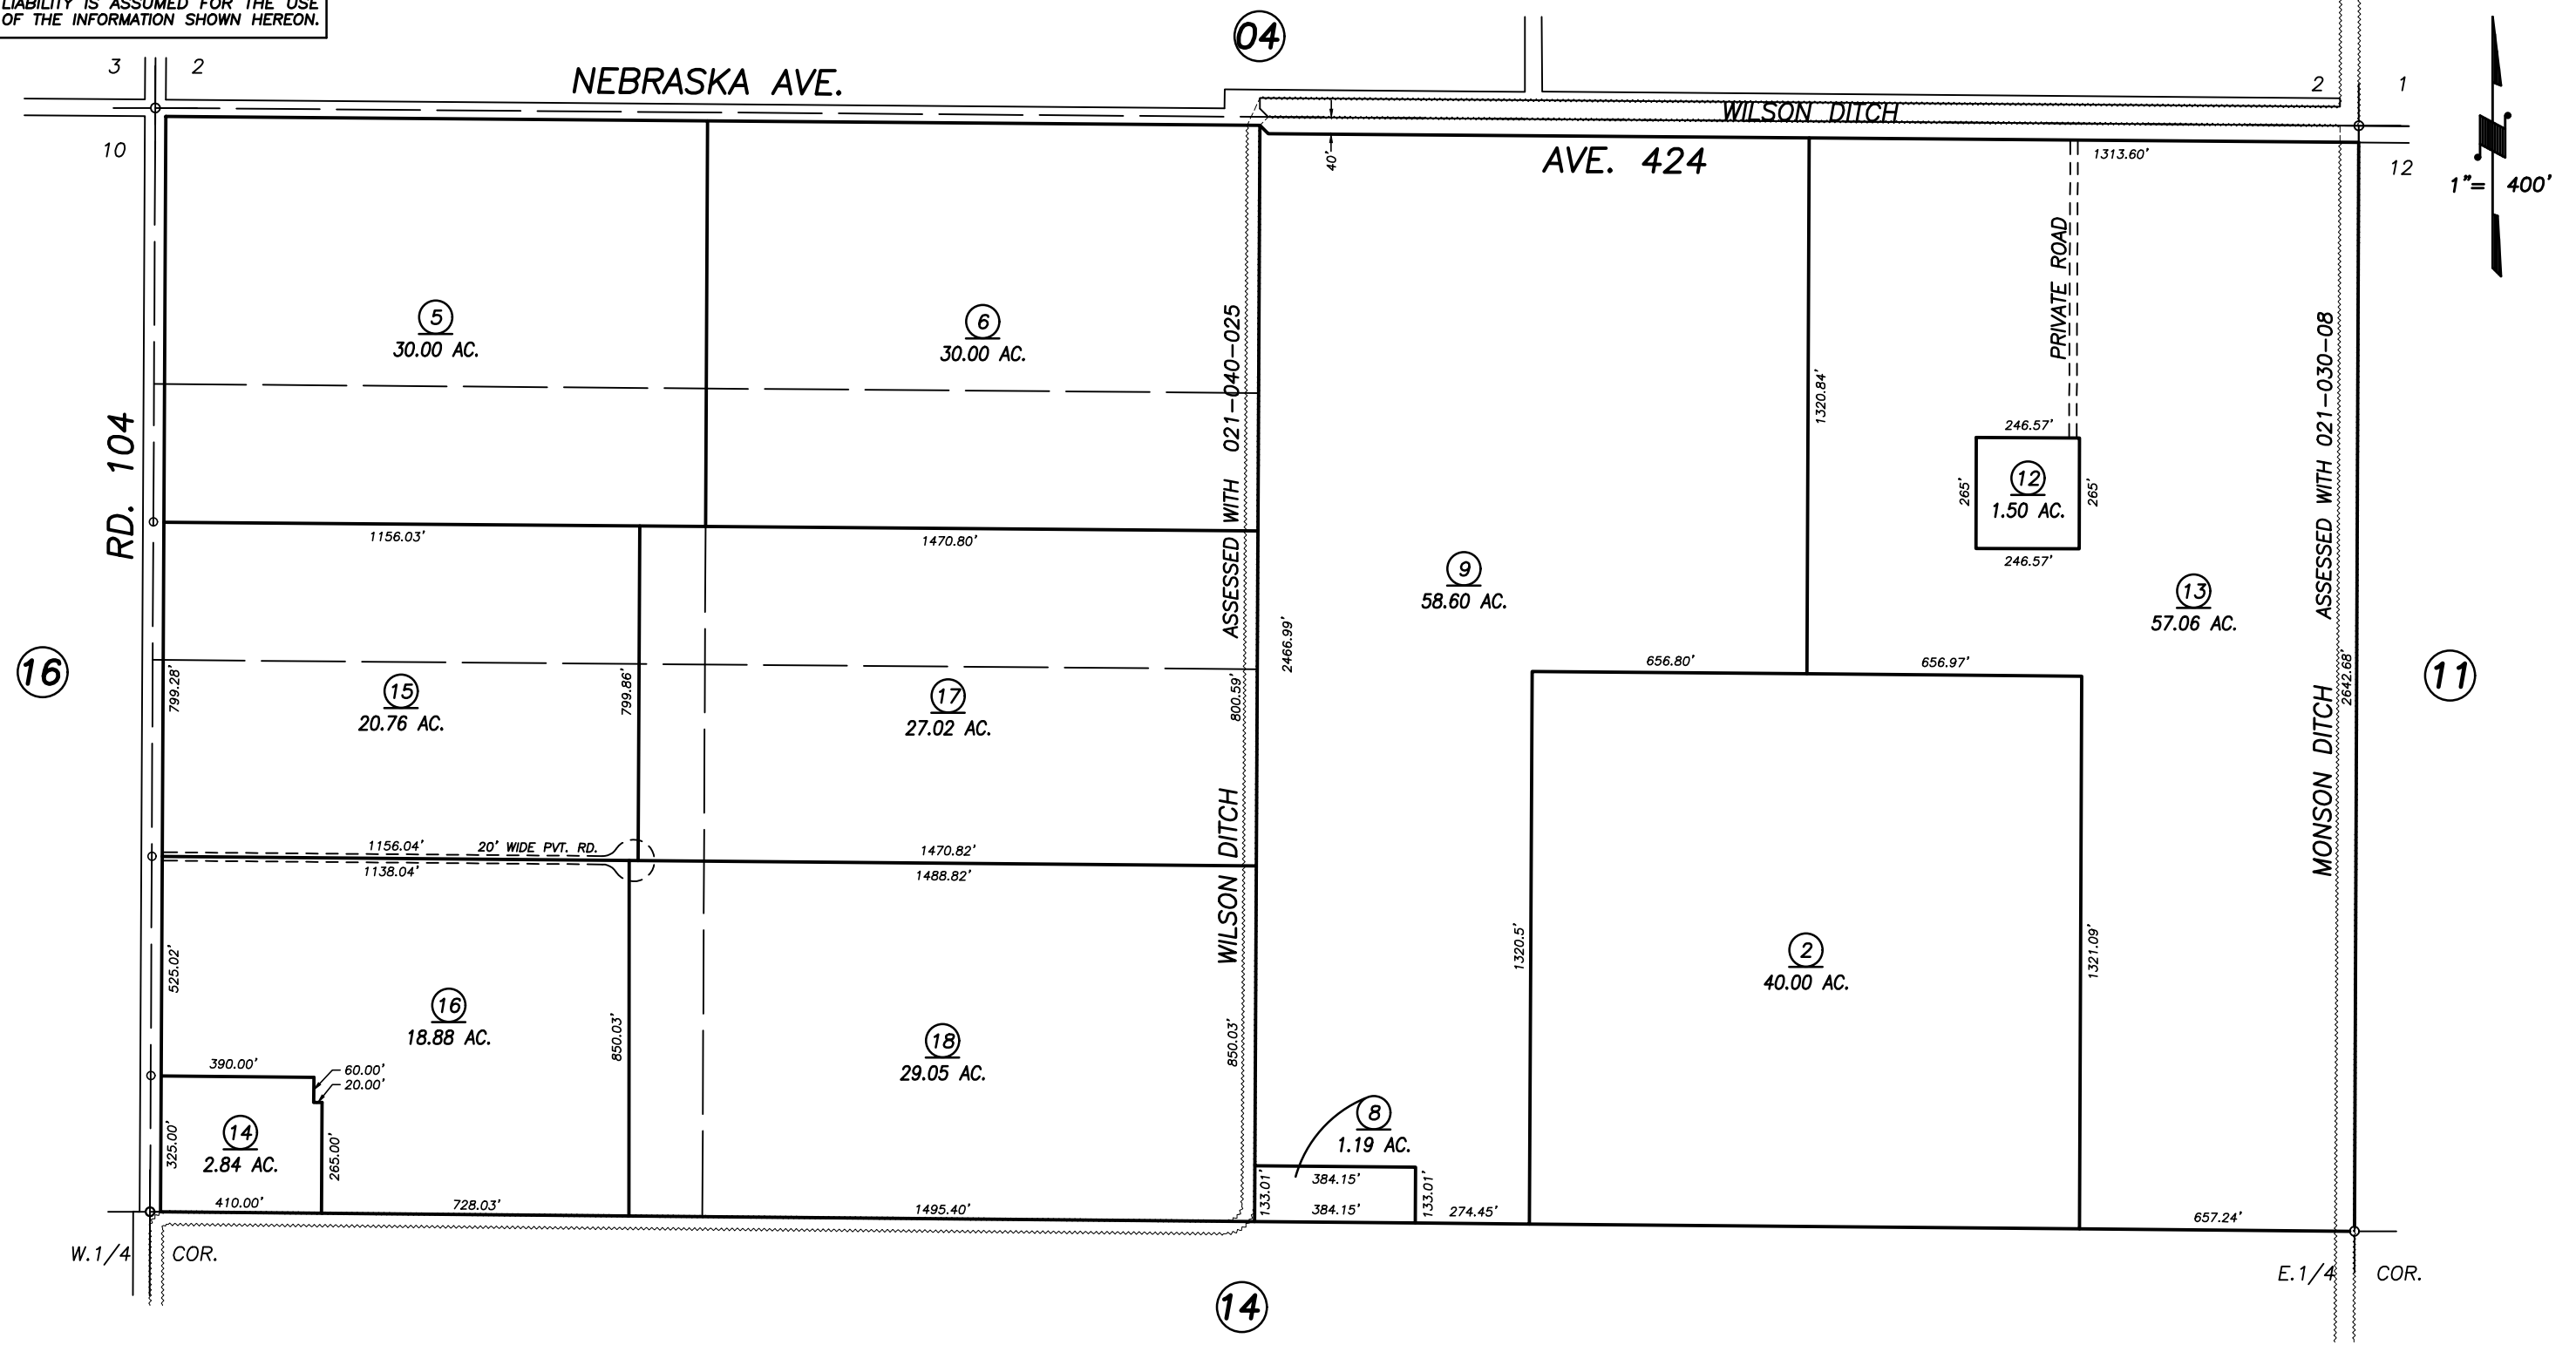 LIABILITY IS ASSUMED FOR THE USE
OF THE INFORMATION SHOWN HEREON.
04
3 2
NEBRASKA AVE.
2 1
WILSON DITCH
10
40'
AVE. 424
1313.60'
12
1"= 400'
PRIVATE ROAD
5
30.00 AC.
6
30.00 AC.
ASSESSED WITH 021-040-025
ASSESSED WITH 021-030-08
1320.84'
RD. 104
246.57'
265'
12
1.50 AC.
265'
246.57'
1156.03'
1470.80'
9
58.60 AC.
13
57.06 AC.
2466.99'
16
799.28'
15
20.76 AC.
799.86'
17
27.02 AC.
800.59'
656.80'
656.97'
2642.68'
11
MONSON DITCH
WILSON DITCH
1156.04'
20' WIDE PVT. RD.
1470.82'
1138.04'
1488.82'
525.02'
16
18.88 AC.
850.03'
18
29.05 AC.
850.03'
1320.5'
2
40.00 AC.
1321.09'
390.00'
60.00'
20.00'
325.00'
14
2.84 AC.
265.00'
8
1.19 AC.
133.01'
384.15'
133.01'
410.00'
728.03'
1495.40'
384.15'
274.45'
657.24'
W.1/4 COR.
E.1/4 COR.
14